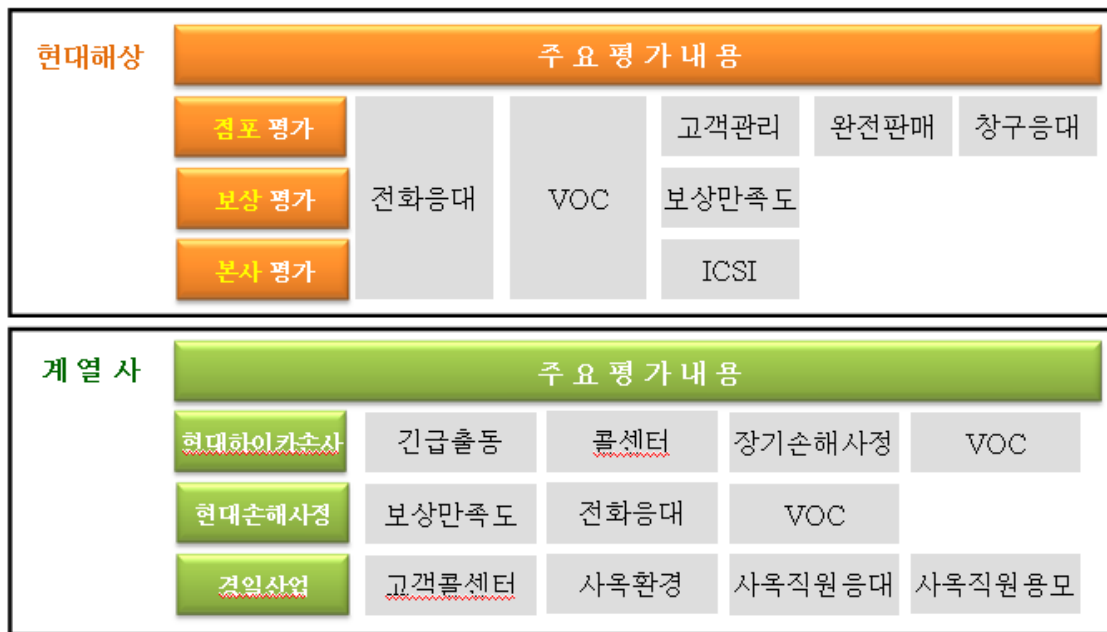 현대해상
주 요 평 가 내 용
점포 평가
고객관리 완전판매 창구응대
보상 평가
전화응대 VOC 보상만족도
본사 평가
ICSI
계 열 사
주 요 평 가 내 용
현대하이카손사 긴급출동 콜센터 장기손해사정 VOC
현대손해사정 보상만족도 전화응대 VOC
경일산업 고객콜센터 사옥환경 사옥직원응대 사옥직원용모